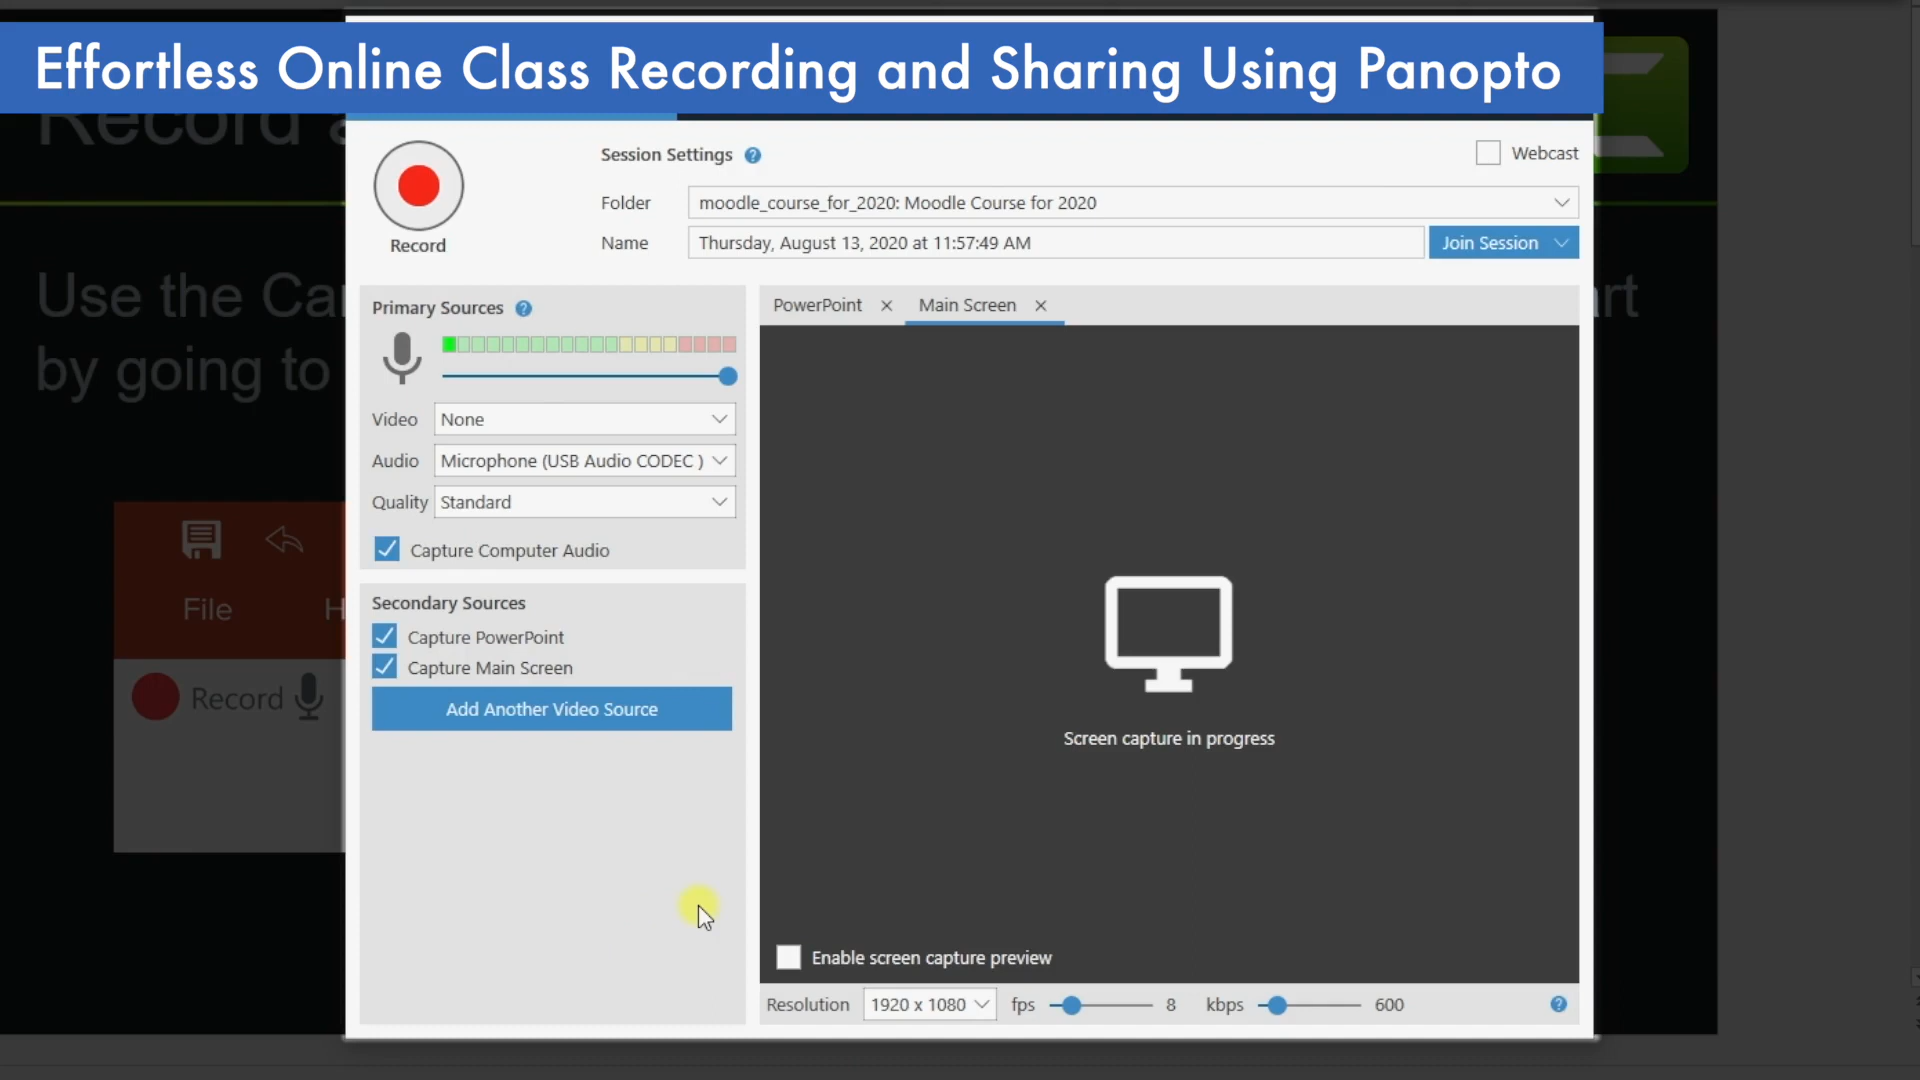 Effortless Online Class Recording and Sharing Using Panopto
Record
Session Settings ?
Webcast
Folder
moodle_course_for_2020: Moodle Course for 2020
Record
Name
Thursday, August 13, 2020 at 11:57:49 AM
Join Session
Use the Ca
rt
by going to
Primary Sources ?
PowerPoint
Main Screen
Video
None
Audio
Microphone (USB Audio CODEC )
Quality
Standard
Capture Computer Audio
File
H
Record
Secondary Sources
Capture PowerPoint
Capture Main Screen
Add Another Video Source
Screen capture in progress
Enable screen capture preview
Resolution
1920 x 1080
fps
8
kbps
600
?